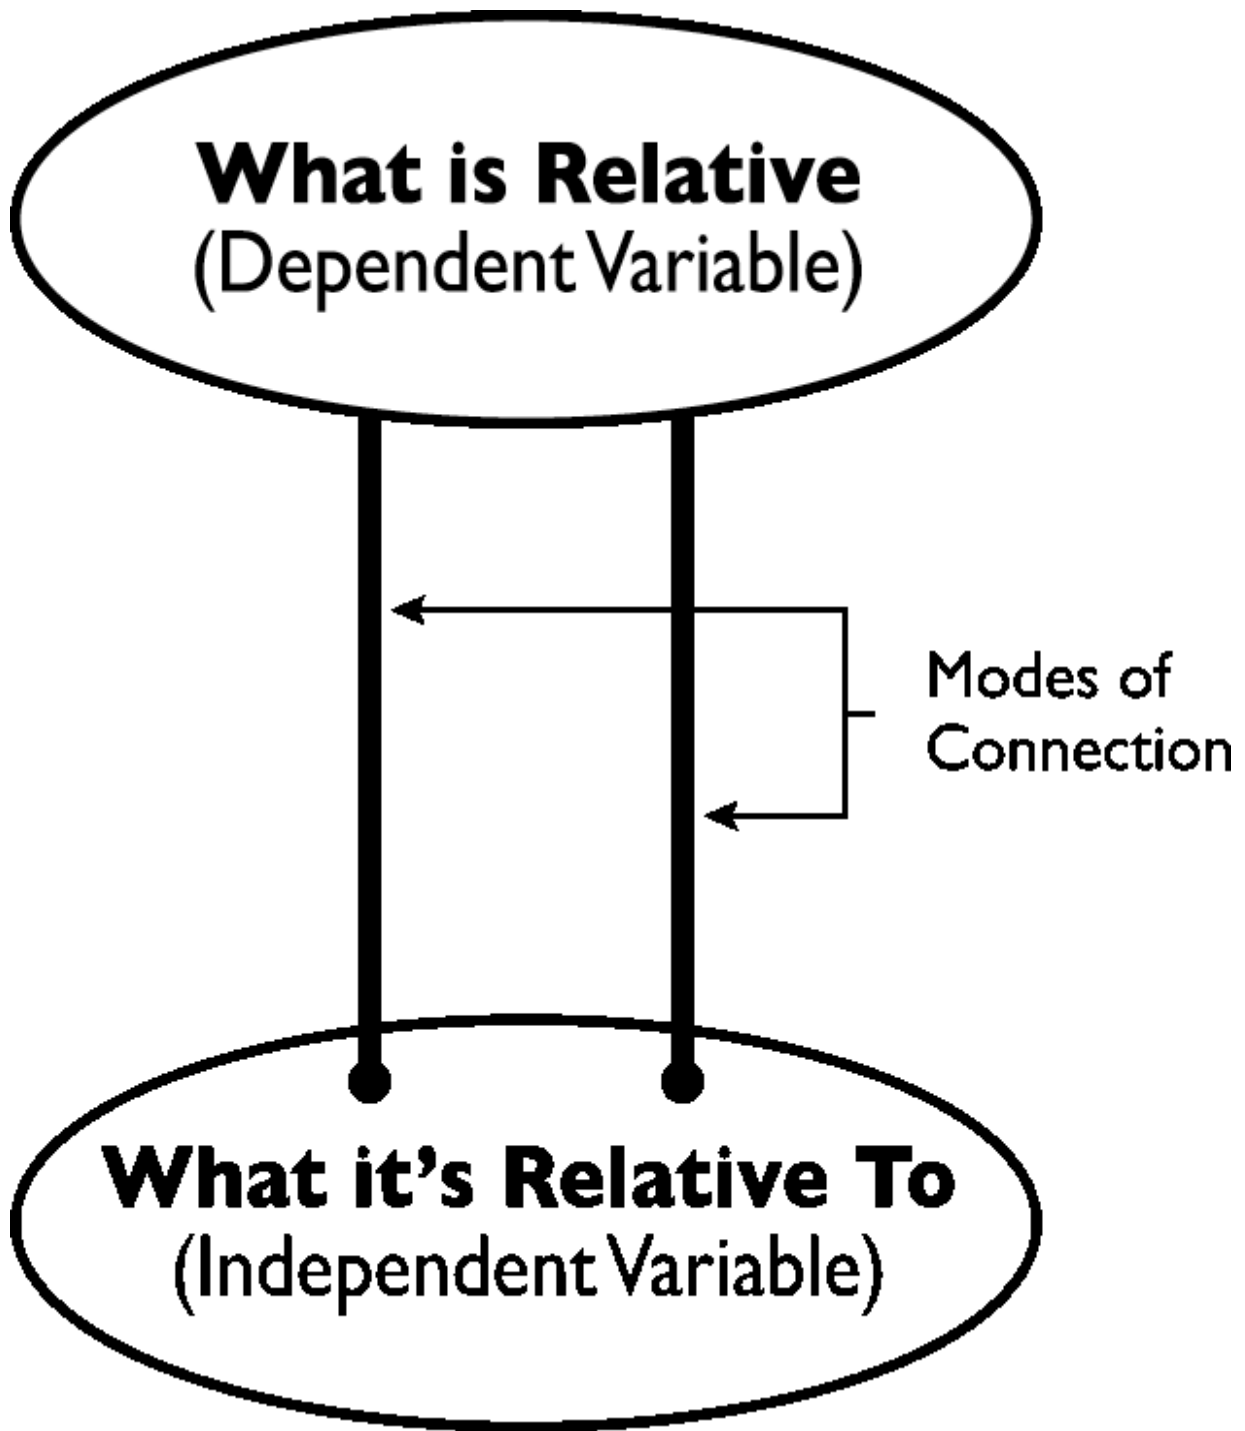 What is Relative
(Dependent Variable)
Modes of
Connection
What it’s Relative To
(Independent Variable)